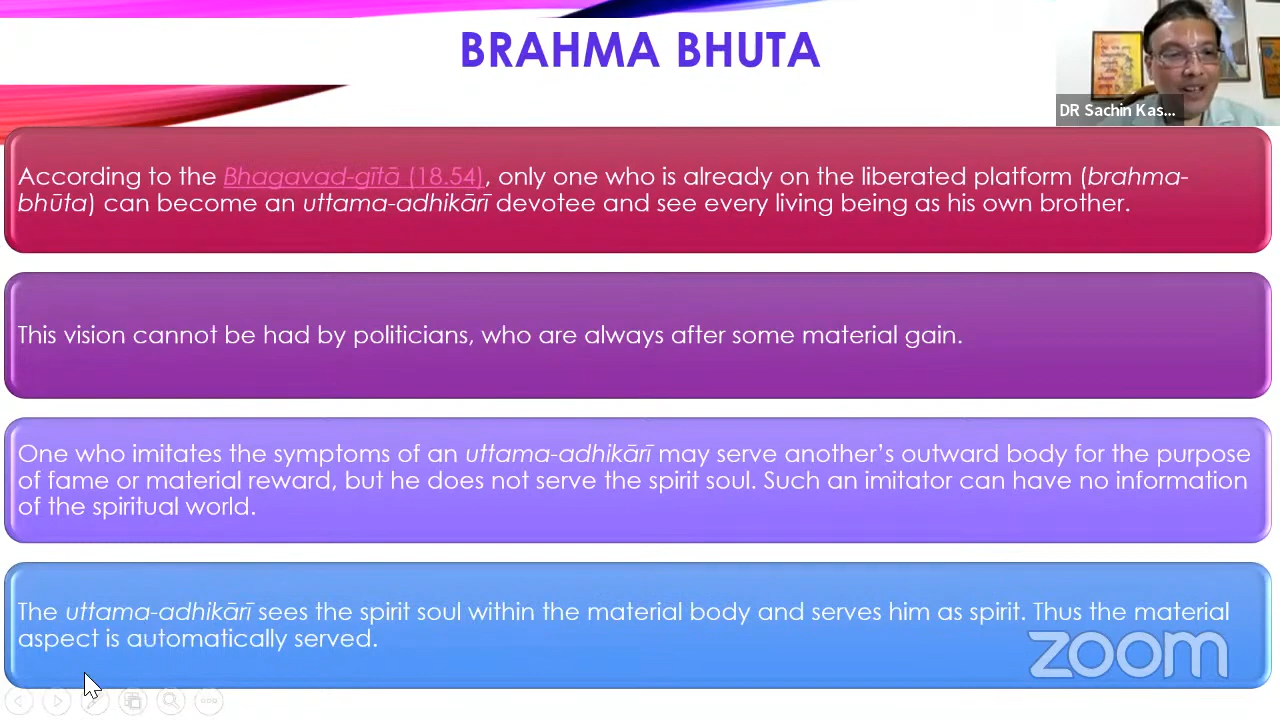 BRAHMA BHUTA
DR Sachin Kas...
According to the Bhagavad-gītā (18.54), only one who is already on the liberated platform (brahma-
bhūta) can become an uttama-adhikārī devotee and see every living being as his own brother.
This vision cannot be had by politicians, who are always after some material gain.
One who imitates the symptoms of an uttama-adhikārī may serve another’s outward body for the purpose
of fame or material reward, but he does not serve the spirit soul. Such an imitator can have no information
of the spiritual world.
The uttama-adhikārī sees the spirit soul within the material body and serves him as spirit. Thus the material
aspect is automatically served.
zoom